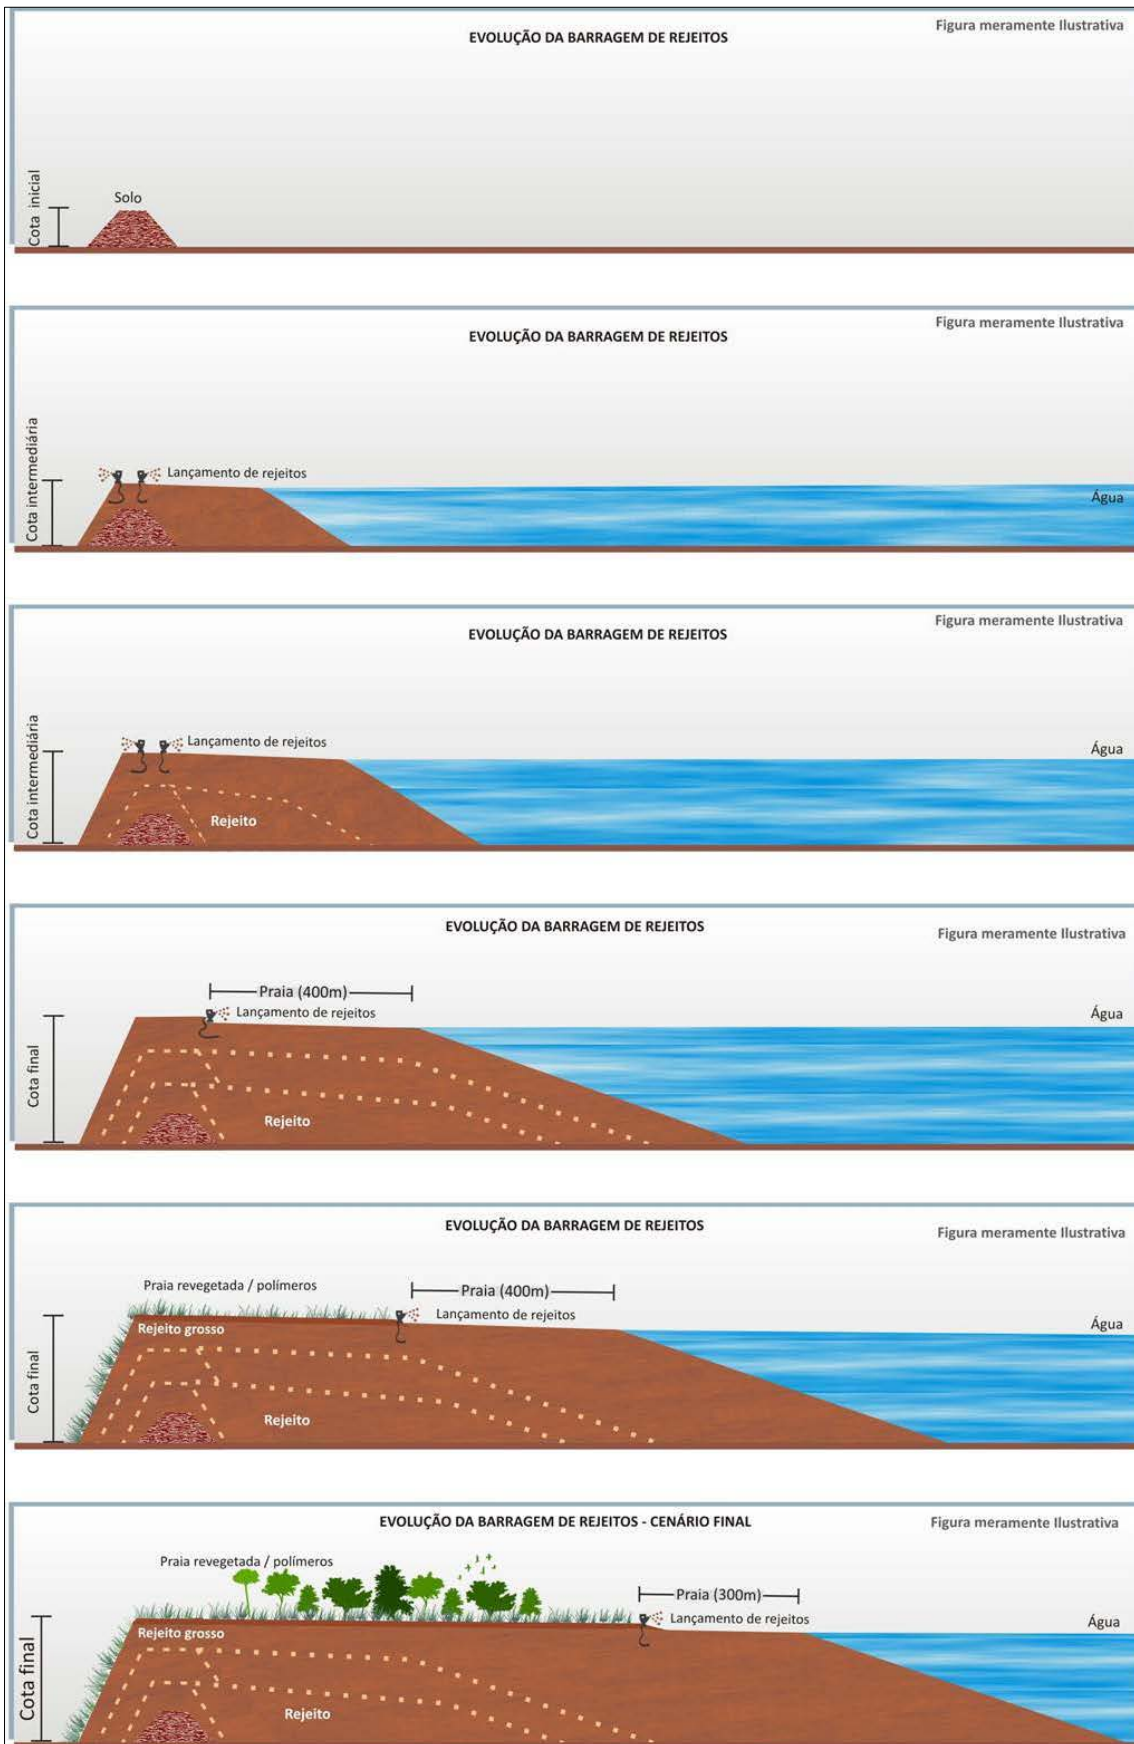 Figura meramente Ilustrativa
EVOLUÇÃO DA BARRAGEM DE REJEITOS
Solo
Cota inicial
Figura meramente Ilustrativa
EVOLUÇÃO DA BARRAGEM DE REJEITOS
Cota intermediária
Lançamento de rejeitos
Água
Figura meramente Ilustrativa
EVOLUÇÃO DA BARRAGEM DE REJEITOS
Cota intermediária
Lançamento de rejeitos
Água
Rejeito
EVOLUÇÃO DA BARRAGEM DE REJEITOS
Figura meramente Ilustrativa
Praia (400m)
Lançamento de rejeitos
Água
Cota final
Rejeito
EVOLUÇÃO DA BARRAGEM DE REJEITOS
Figura meramente Ilustrativa
Praia revegetada / polímeros
Praia (400m)
Lançamento de rejeitos
Água
Rejeito grosso
Cota final
Rejeito
EVOLUÇÃO DA BARRAGEM DE REJEITOS - CENÁRIO FINAL
Figura meramente Ilustrativa
Praia revegetada / polímeros
Praia (300m)
Lançamento de rejeitos
Água
Rejeito grosso
Cota final
Rejeito